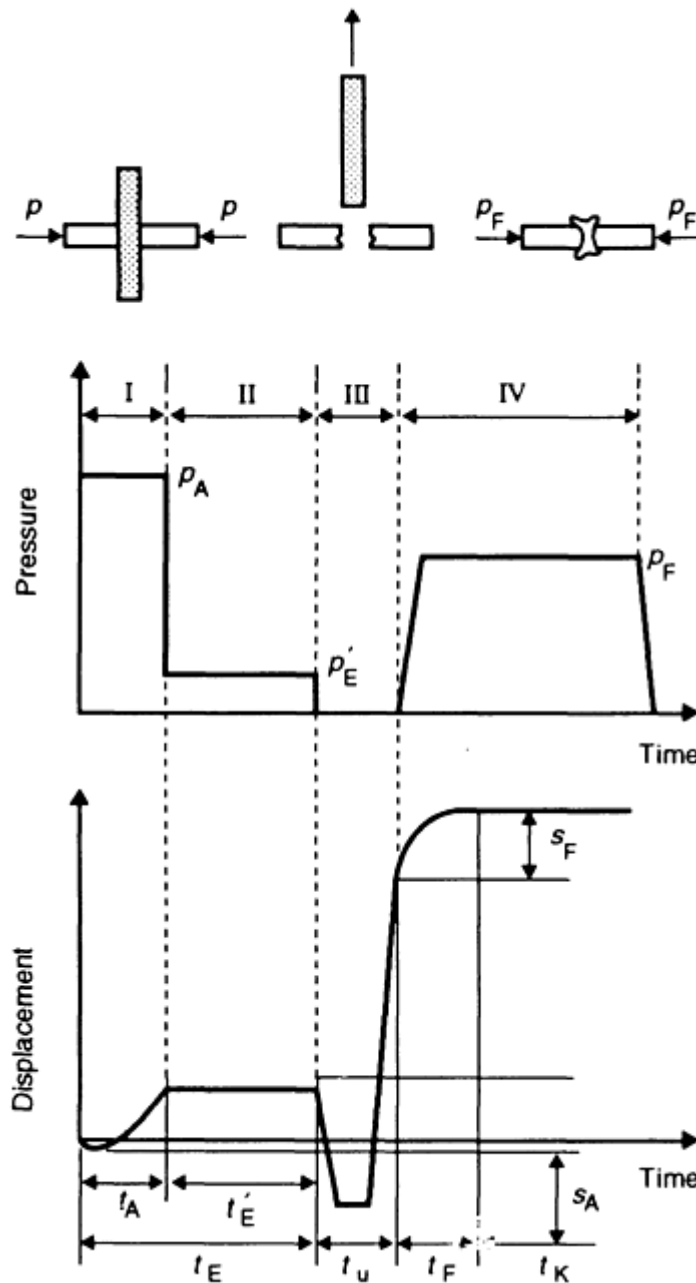 p p p_F p_F
I II III IV
p_A
Pressure
p_F
p′_E
Time
s_F
Displacement
Time
t_A t′_E s_A
t_E t_u t_F t_K